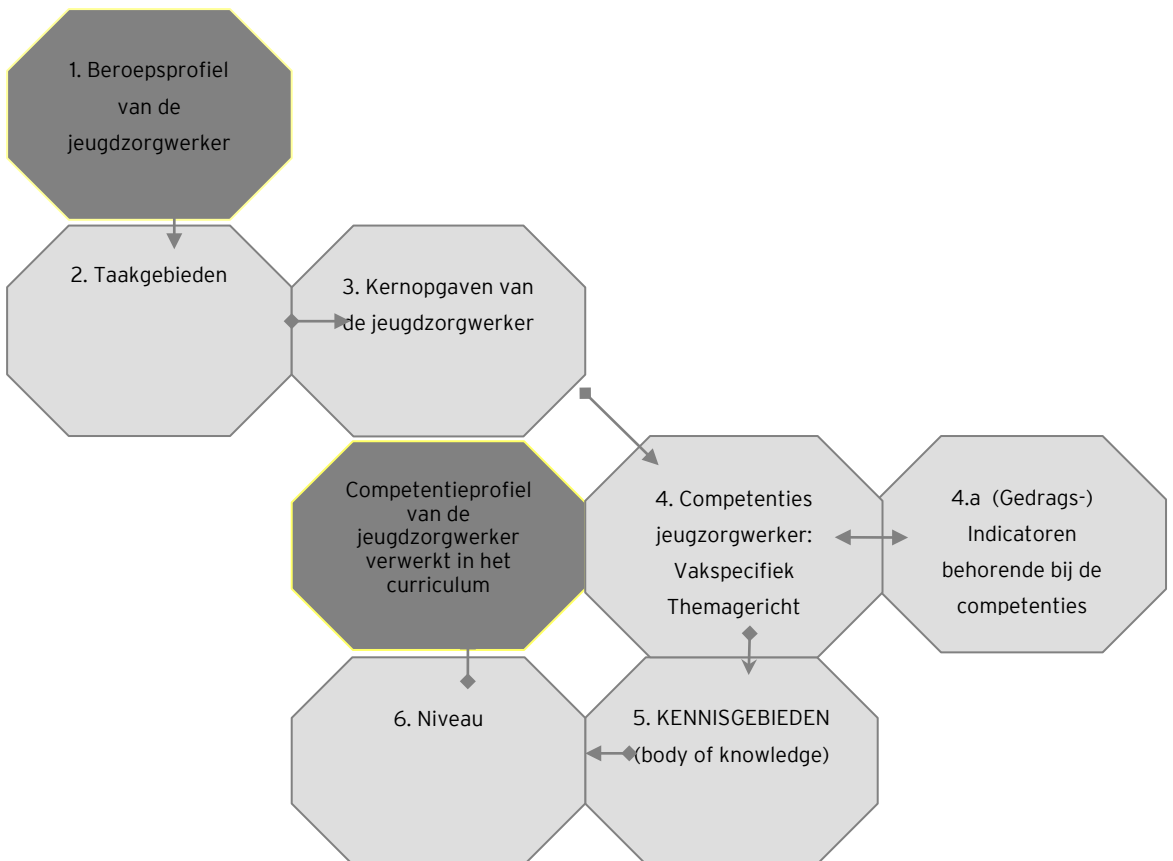 1. Beroepsprofiel
van de
jeugdzorgwerker
2. Taakgebieden
3. Kernopgaven van
de jeugdzorgwerker
Competentieprofiel
van de
jeugdzorgwerker
verwerkt in het
curriculum
4. Competenties
jeugzorgwerker:
Vakspecifiek
Themagericht
4.a (Gedrags-)
Indicatoren
behorende bij de
competenties
6. Niveau
5. KENNISGEBIEDEN
(body of knowledge)